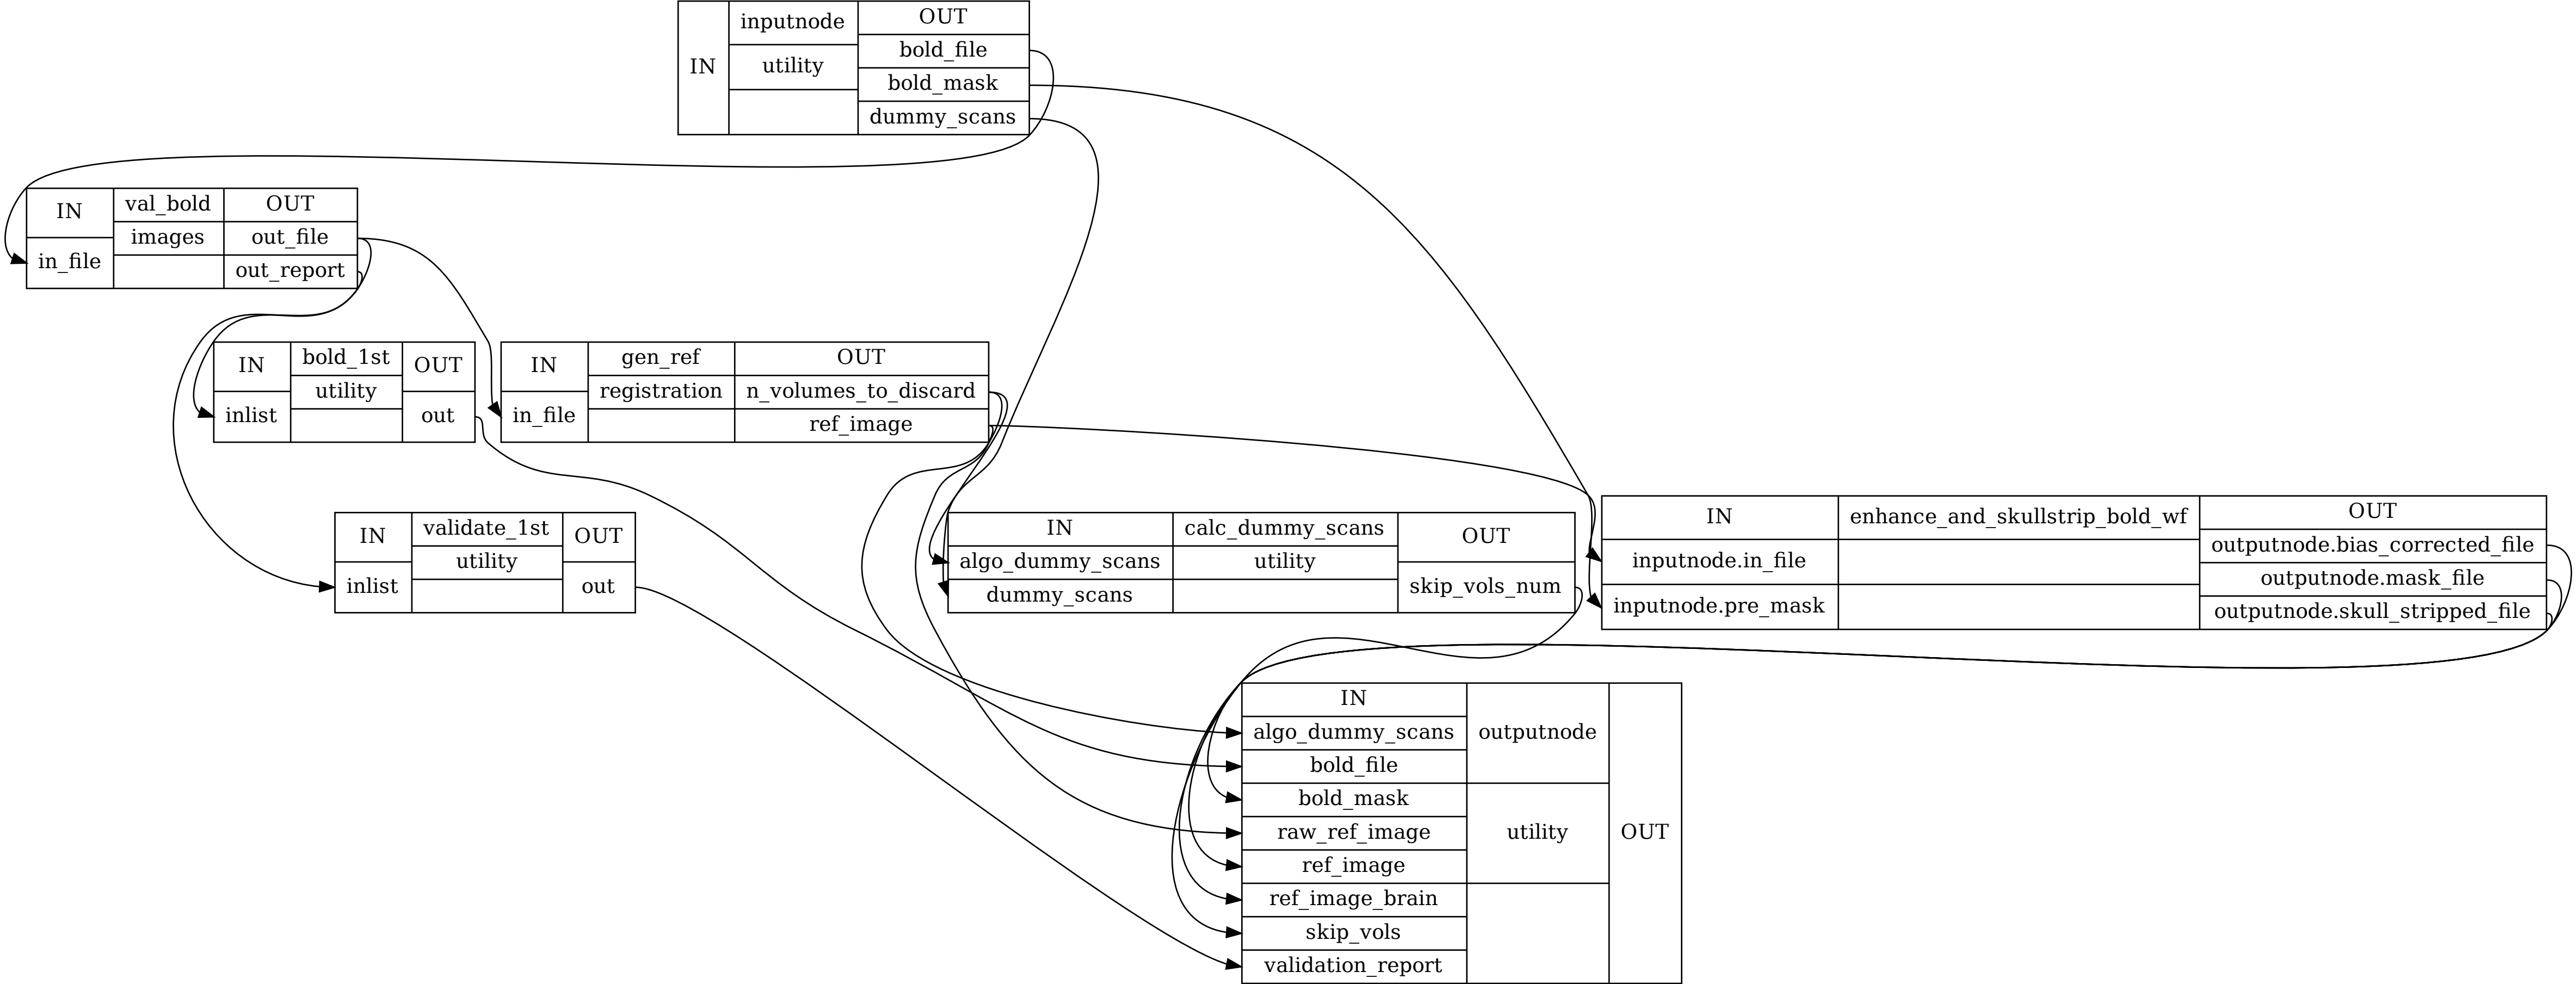 IN
inputnode
utility
OUT
bold_file
bold_mask
dummy_scans
IN
in_file
val_bold
images
OUT
out_file
out_report
IN
inlist
bold_1st
utility
OUT
out
IN
in_file
gen_ref
registration
OUT
n_volumes_to_discard
ref_image
IN
inlist
validate_1st
utility
OUT
out
IN
algo_dummy_scans
dummy_scans
calc_dummy_scans
utility
OUT
skip_vols_num
IN
inputnode.in_file
inputnode.pre_mask
enhance_and_skullstrip_bold_wf
OUT
outputnode.bias_corrected_file
outputnode.mask_file
outputnode.skull_stripped_file
IN
algo_dummy_scans
bold_file
bold_mask
raw_ref_image
ref_image
ref_image_brain
skip_vols
validation_report
outputnode
utility
OUT